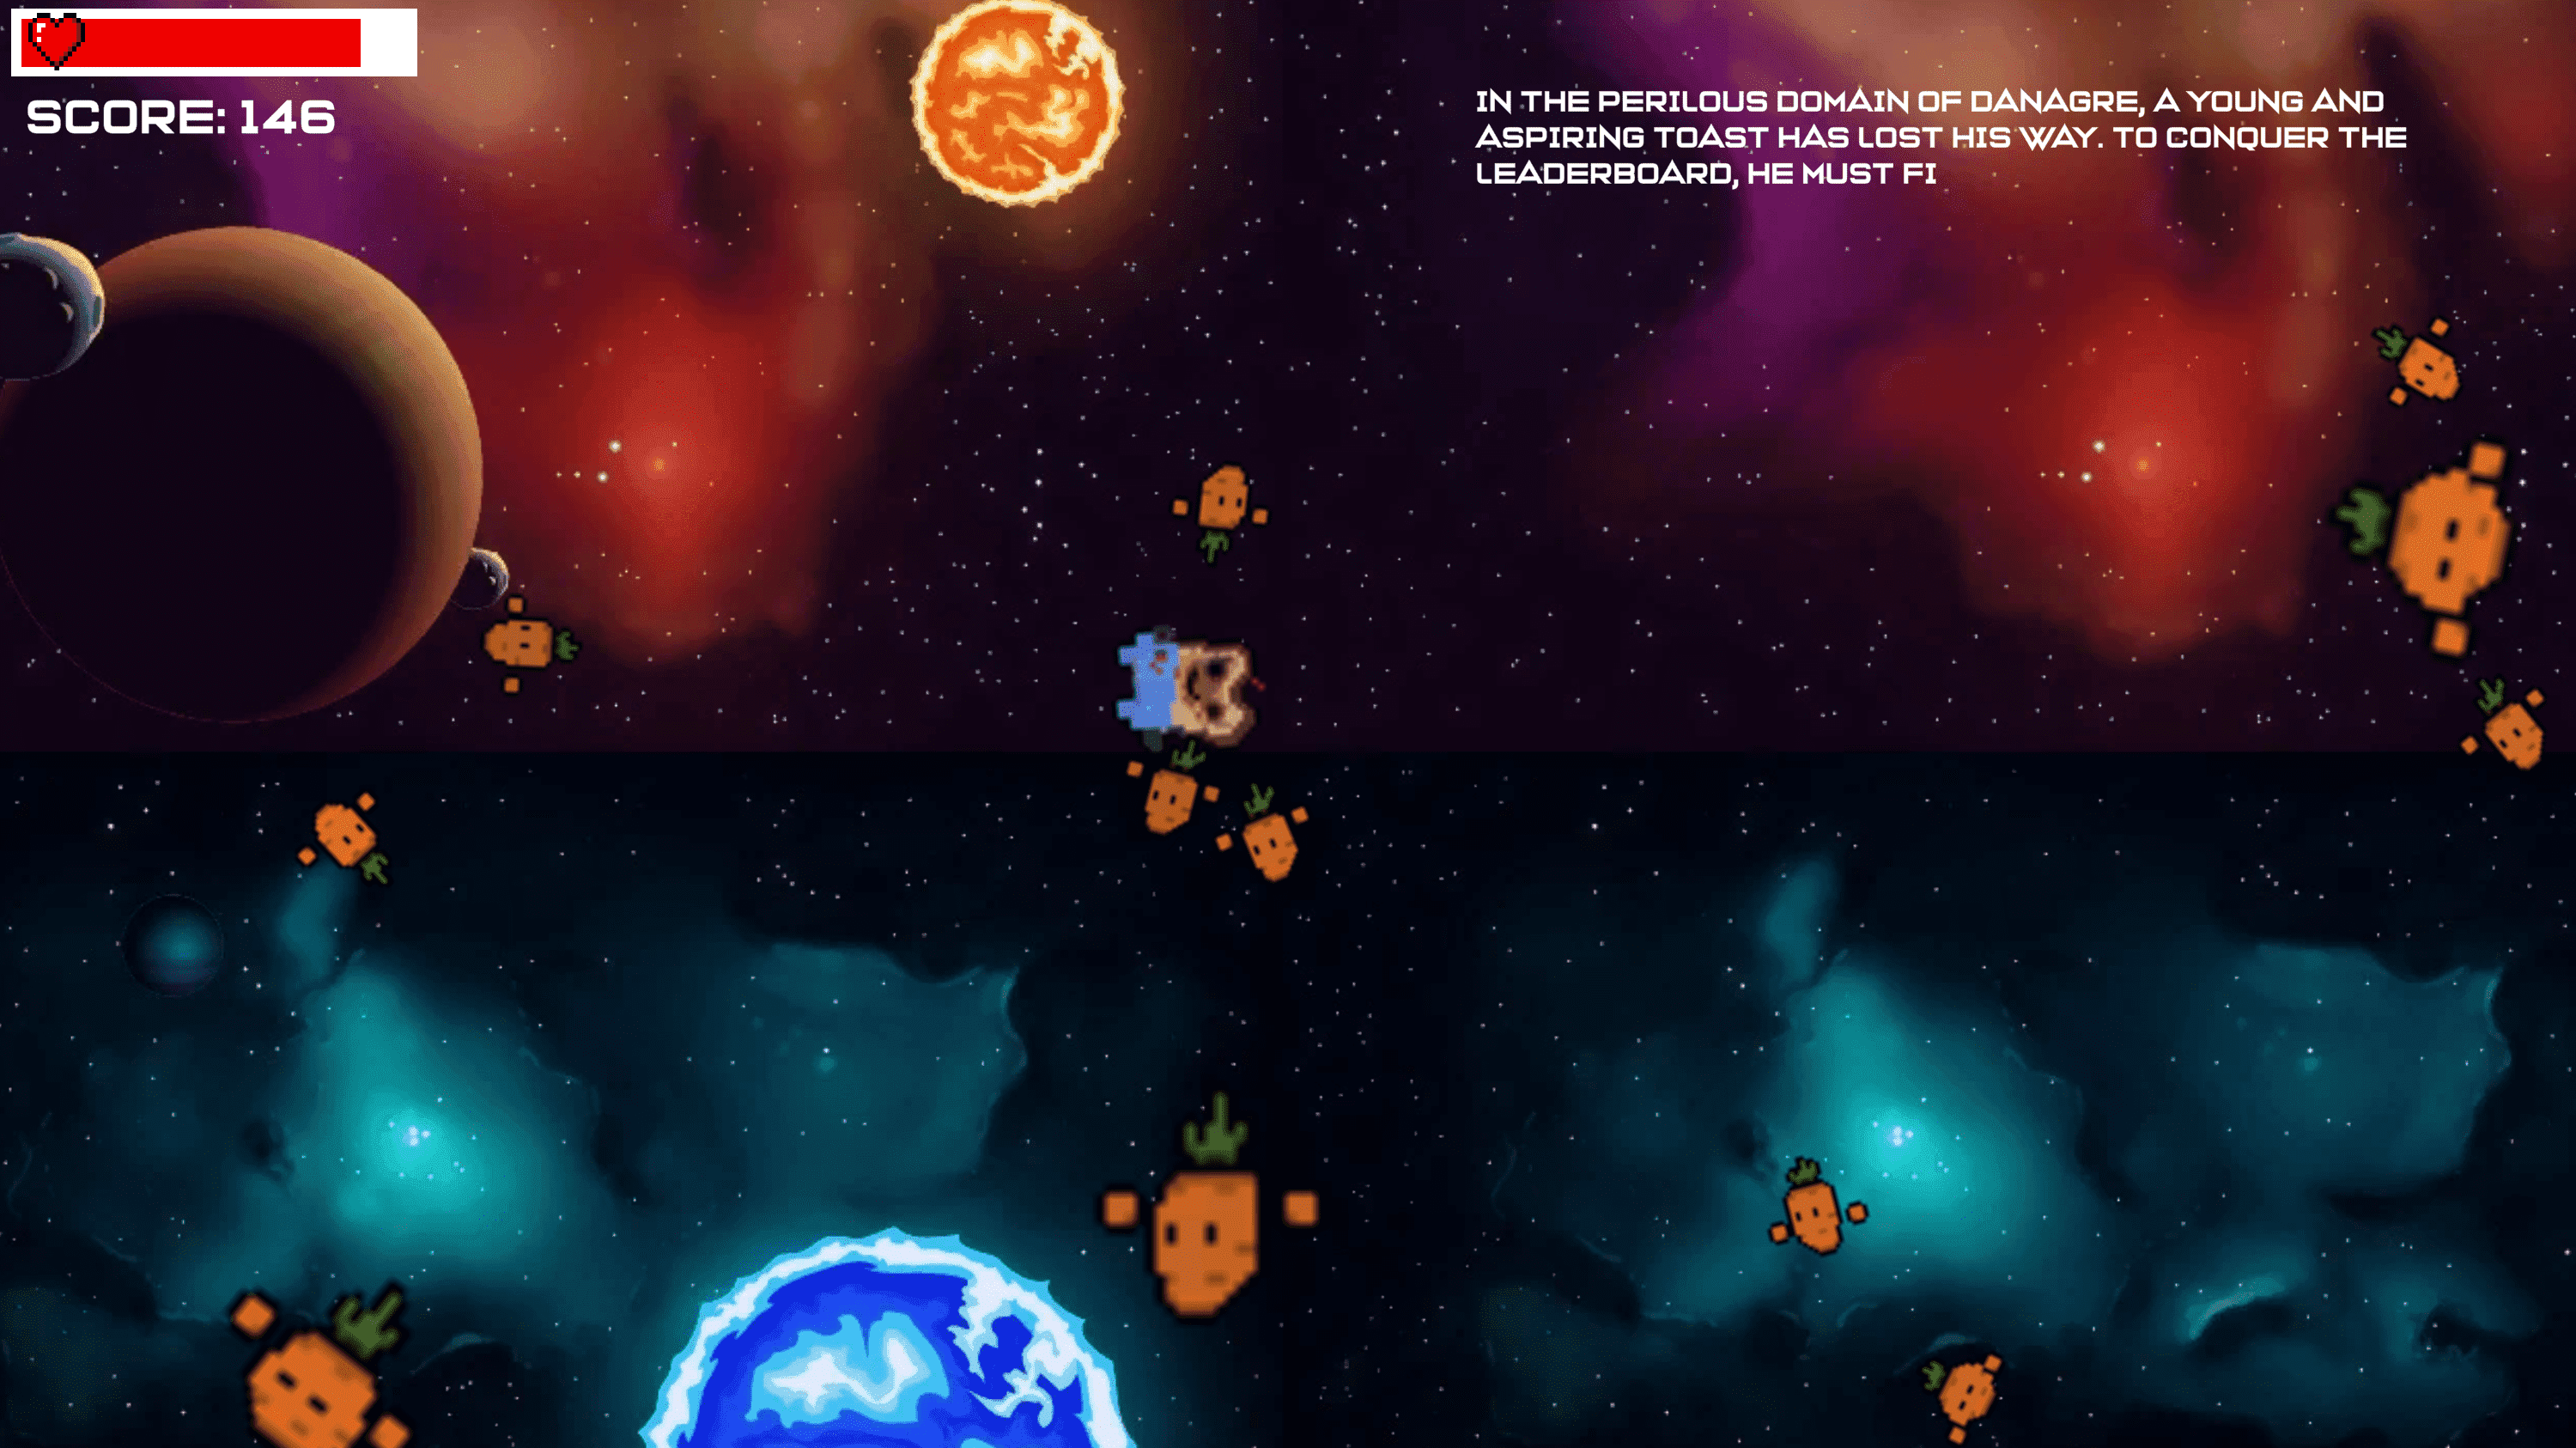 SCORE: 146
IN THE PERILOUS DOMAIN OF DANAGRE, A YOUNG AND
ASPIRING TOAST HAS LOST HIS WAY. TO CONQUER THE
LEADERBOARD, HE MUST FI